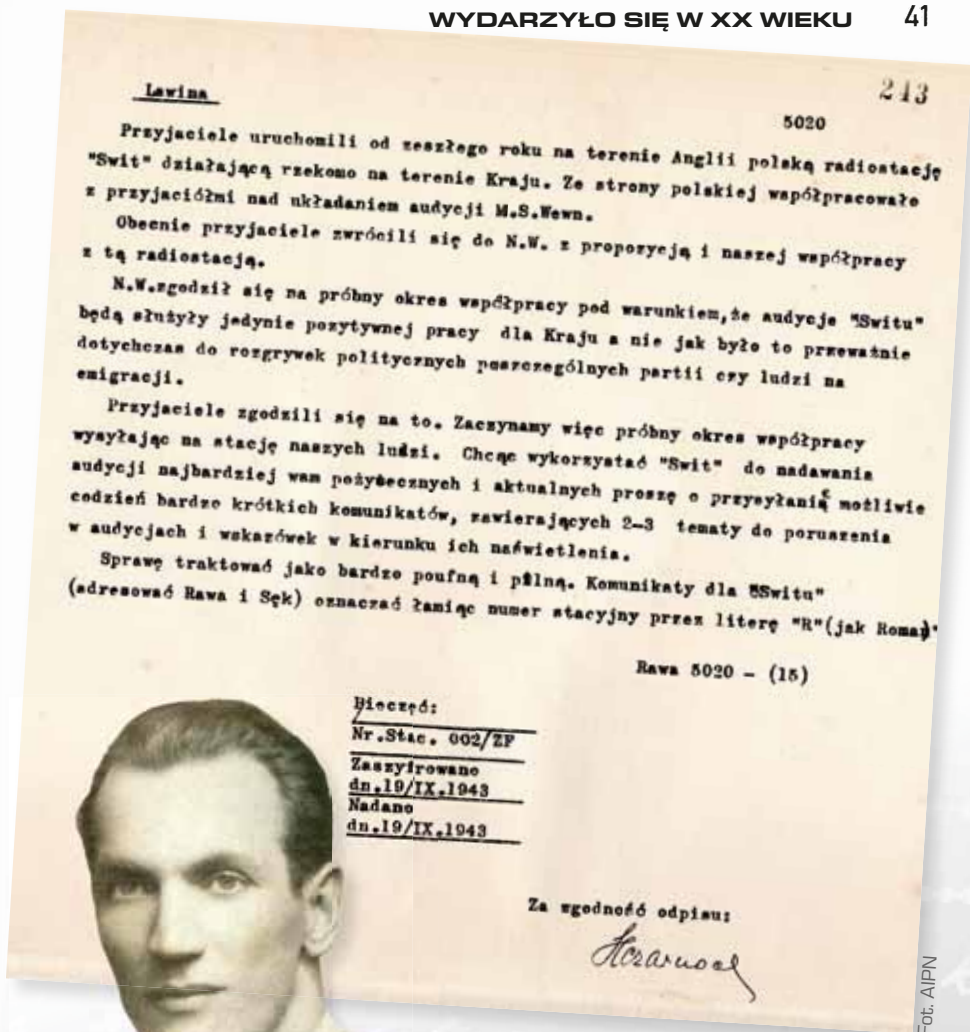 WYDARZYŁO SIĘ W XX WIEKU 41
243
Lawina
5020
Przyjaciele uruchomili od zeszłego roku na terenie Anglii polską radiostację
"Swit" działającą rzekomo na terenie Kraju. Ze strony polskiej współpracowało
z przyjaciółmi nad układaniem audycji M.S.Wewn.
Obecnie przyjaciele zwrócili się do N.W. z propozycją i naszej współpracy
z tą radiostacją.
N.W.zgodził się na próbny okres współpracy pod warunkiem,że audycje "Switu"
będą służyły jedynie pozytywnej pracy dla Kraju a nie jak było to przeważnie
dotychczas do rozgrywek politycznych poszczególnych partii czy ludzi na
emigracji.
Przyjaciele zgodzili się na to. Zaczynamy więc próbny okres współpracy
wysyłając na stację naszych ludzi. Chcąc wykorzystać "Swit" do nadawania
audycji najbardziej wam pożytecznych i aktualnych proszę o przysyłanie możliwie
codzień bardzo krótkich komunikatów, zawierających 2-3 tematy do poruszenia
w audycjach i wskazówek w kierunku ich naświetlenia.
Sprawę traktować jako bardzo poufną i pilną. Komunikaty dla "Switu"
(adresować Rawa i Sęk) oznaczać łamiąc numer stacyjny przez literę "R"(jak Roman)"
Rawa 5020 - (15)
Pieczęć:
Nr.Stac. 002/ZF
Zaszyfrowano
dn.19/IX.1943
Nadano
dn.19/IX.1943
Za zgodność odpisu:
Fot. AIPN